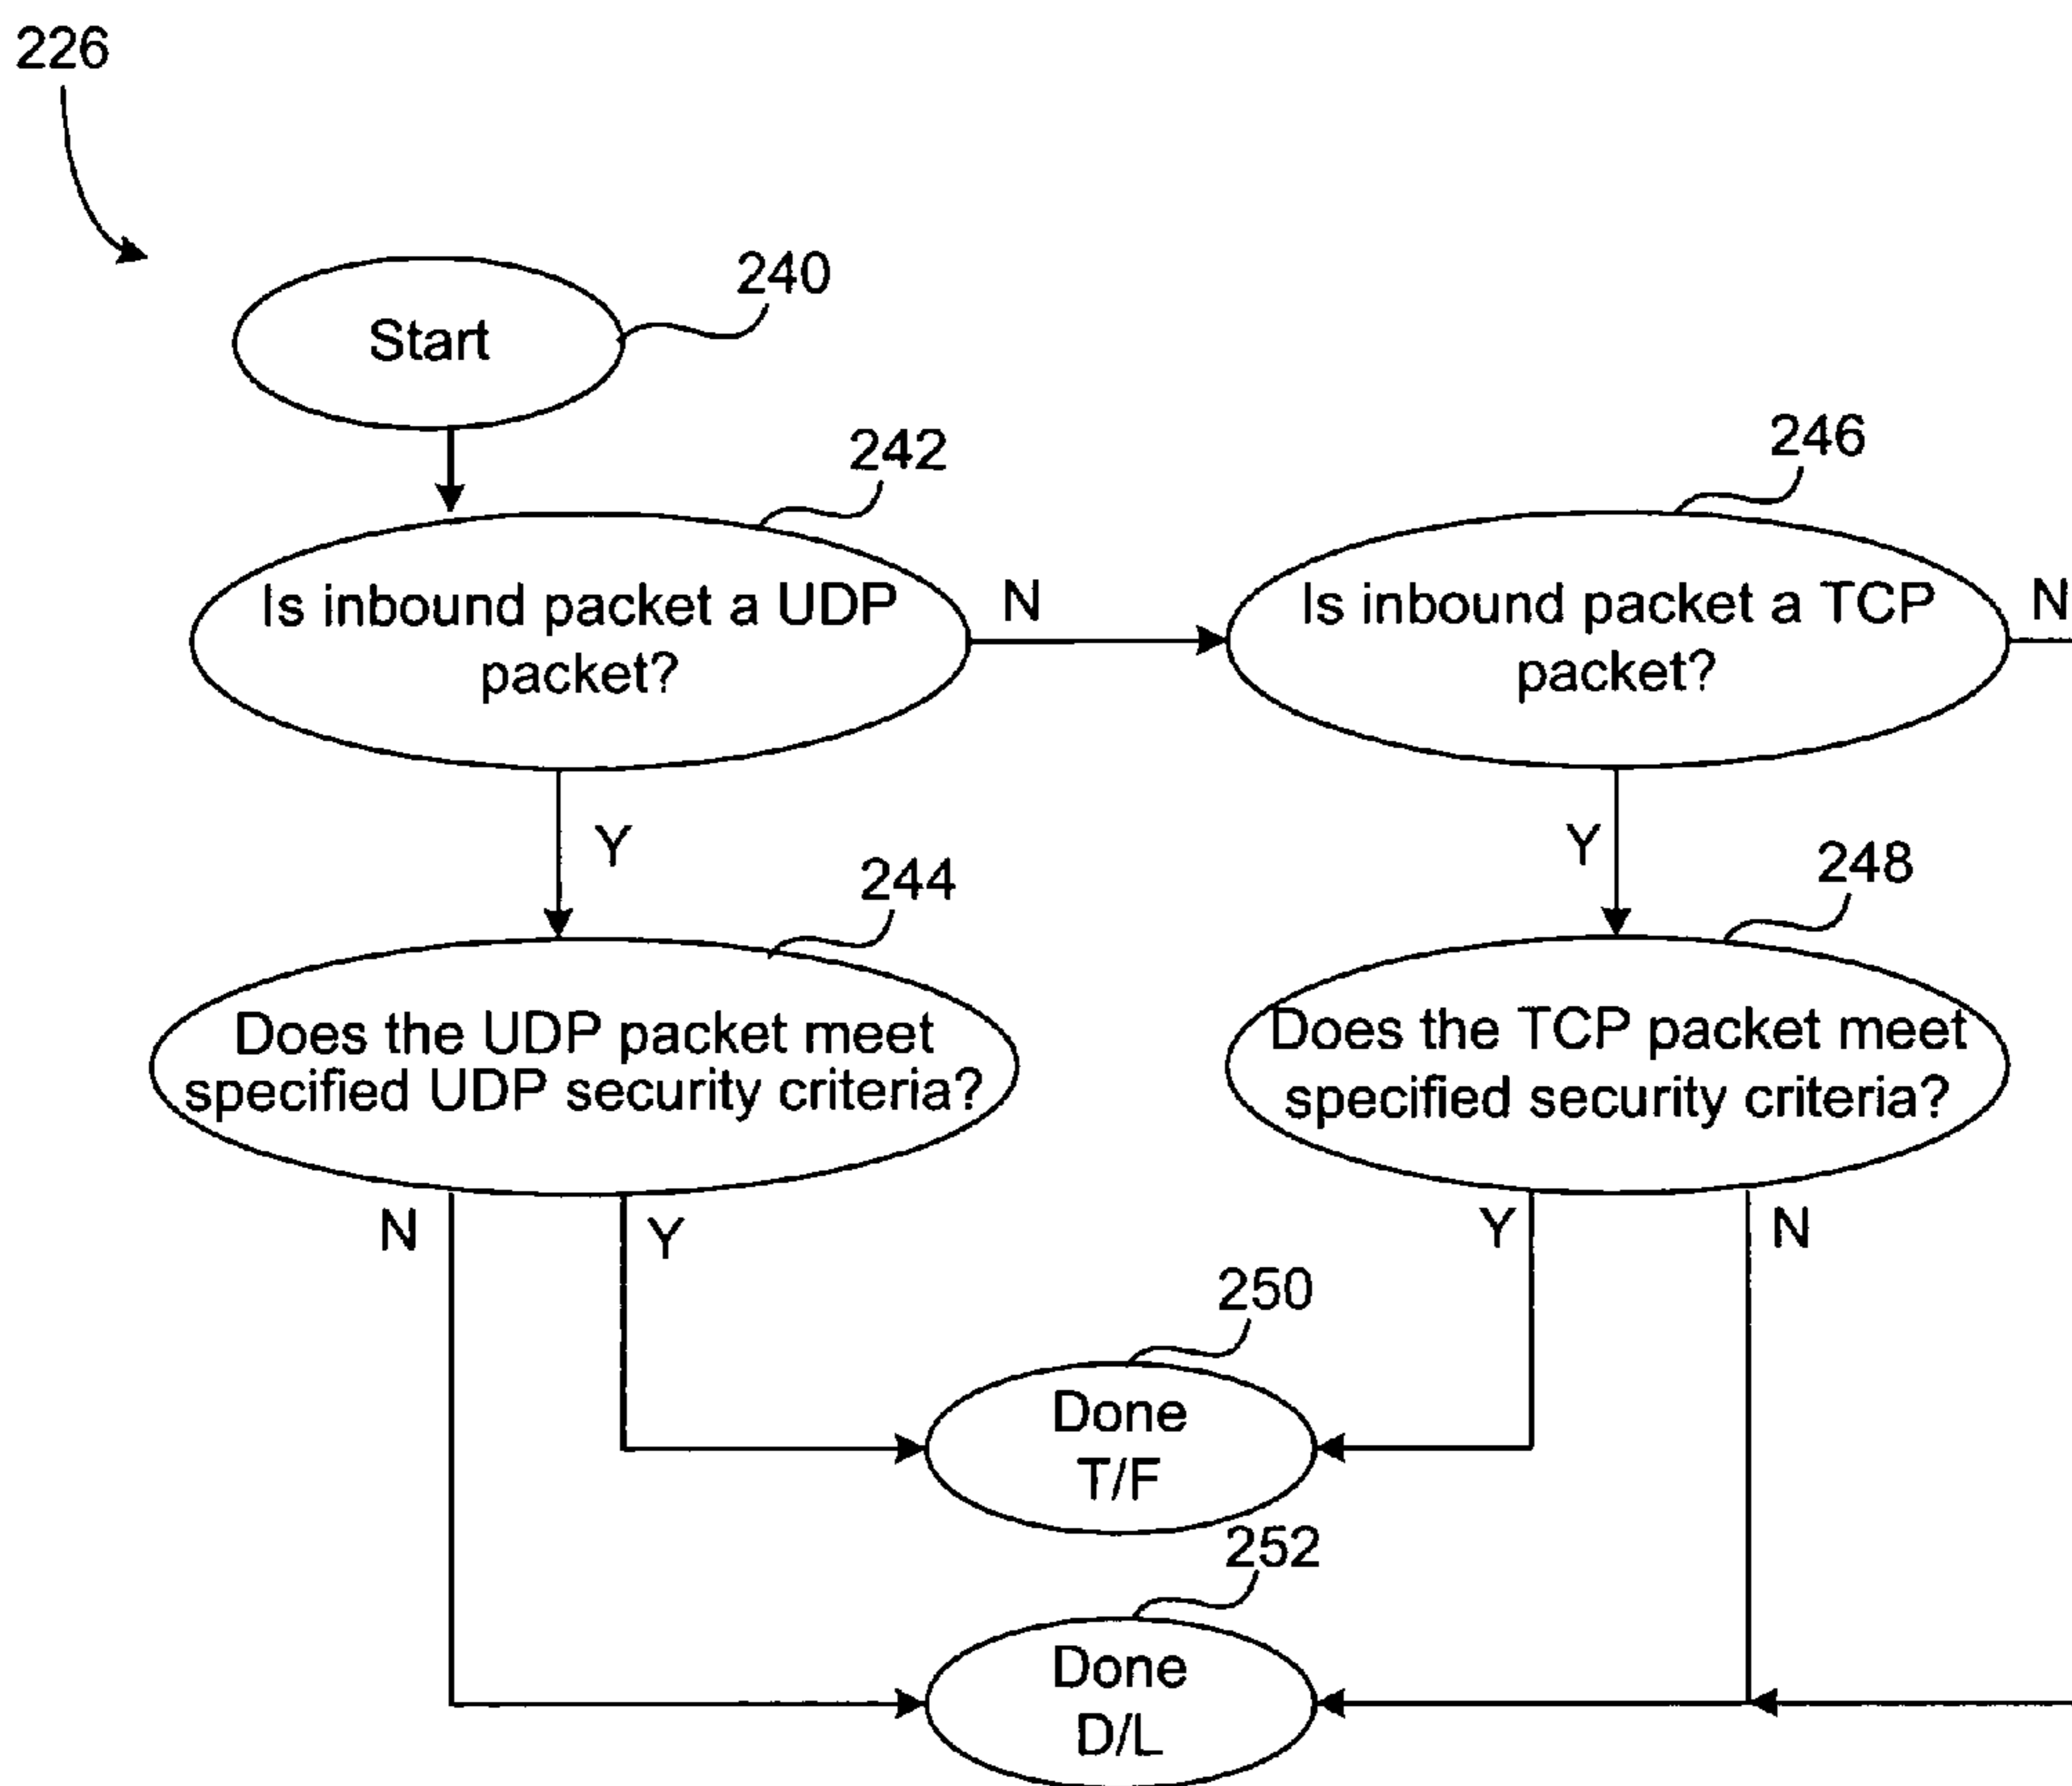 226
240
Start
242
246
Is inbound packet a UDP
packet?
N
Is inbound packet a TCP
packet?
N
Y
Y
244
248
Does the UDP packet meet
specified UDP security criteria?
Does the TCP packet meet
specified security criteria?
N
Y
Y
N
250
Done
T/F
252
Done
D/L